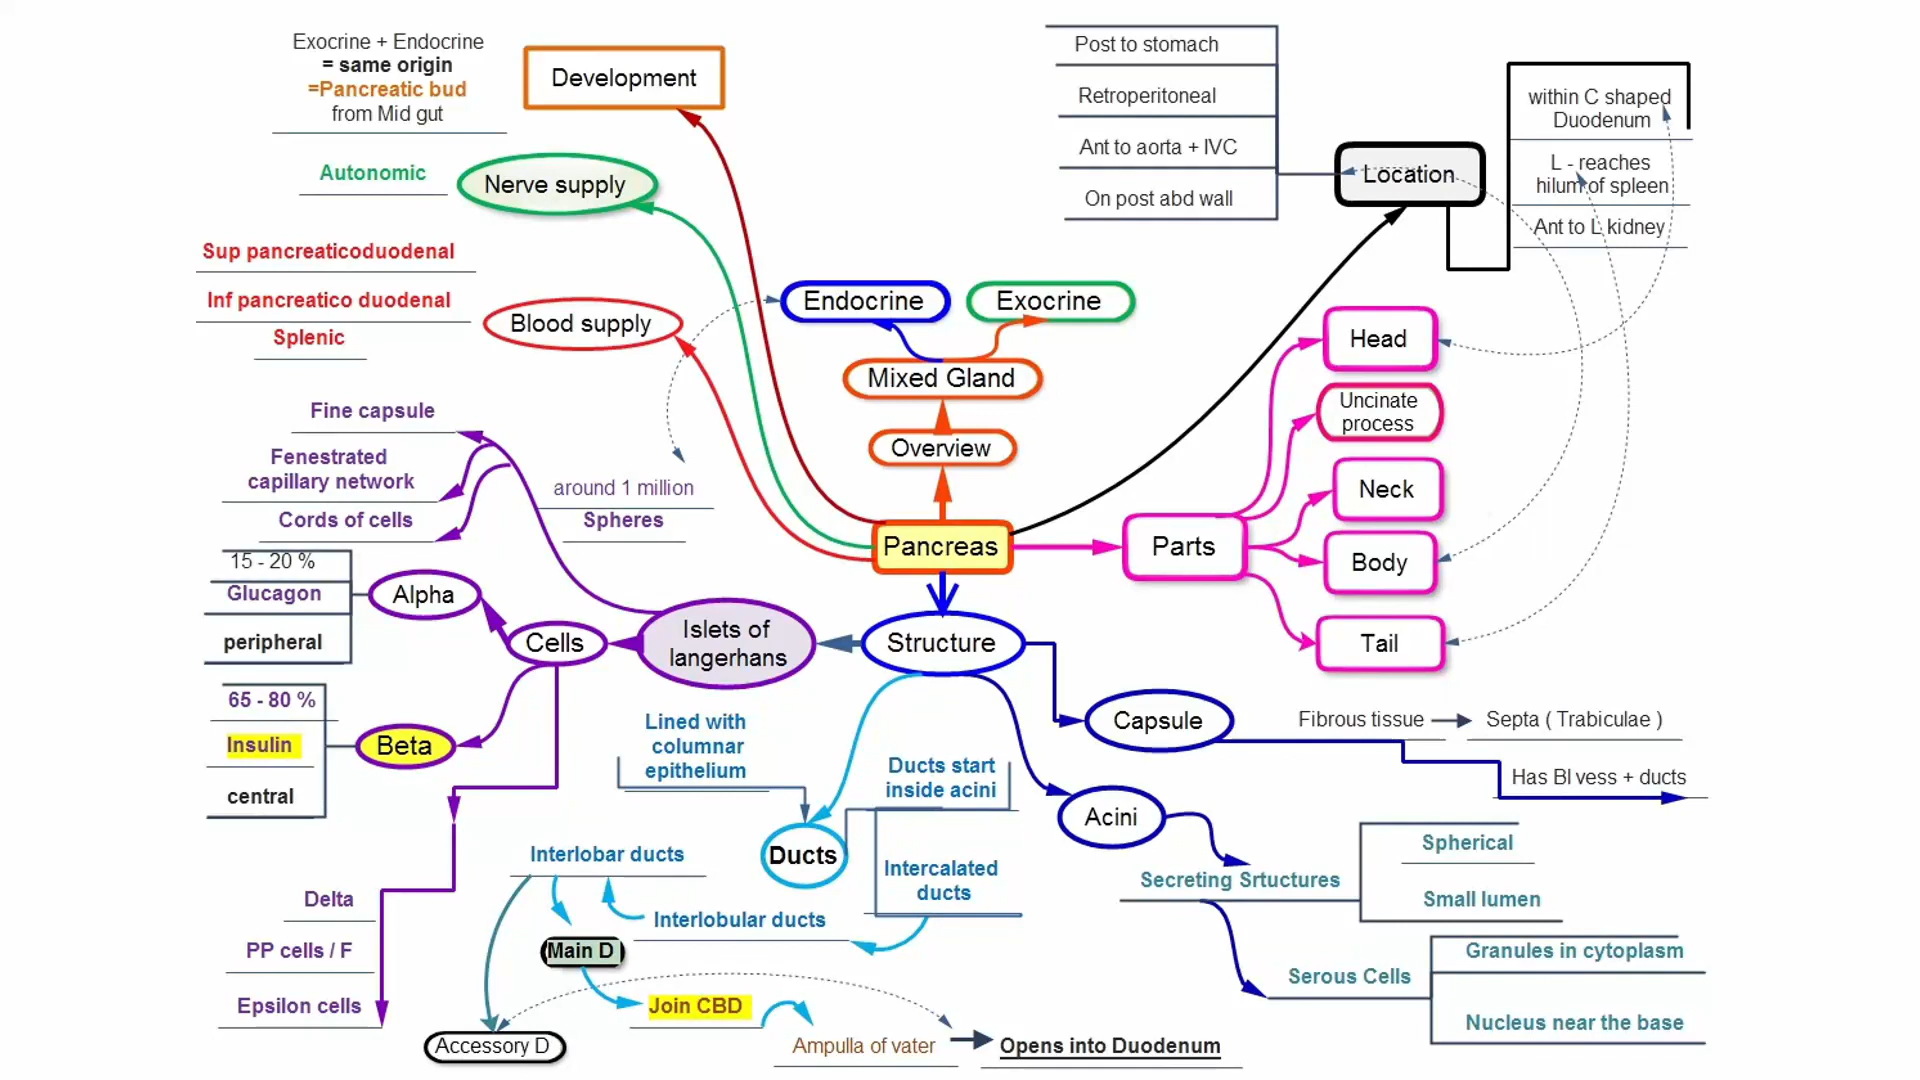 Exocrine + Endocrine
= same origin
=Pancreatic bud
from Mid gut
Development
Autonomic
Nerve supply
Sup pancreaticoduodenal
Inf pancreatico duodenal
Splenic
Blood supply
Post to stomach
Retroperitoneal
Ant to aorta + IVC
On post abd wall
Location
within C shaped
Duodenum
L - reaches
hilum of spleen
Ant to L kidney
Endocrine
Exocrine
Mixed Gland
Overview
Pancreas
Parts
Head
Uncinate
process
Neck
Body
Tail
Fine capsule
Fenestrated
capillary network
Cords of cells
around 1 million
Spheres
15 - 20 %
Glucagon
peripheral
Alpha
Cells
Islets of
langerhans
Structure
65 - 80 %
Insulin
central
Beta
Delta
PP cells / F
Epsilon cells
Lined with
columnar
epithelium
Ducts start
inside acini
Ducts
Intercalated
ducts
Interlobar ducts
Interlobular ducts
Main D
Join CBD
Accessory D
Ampulla of vater
Opens into Duodenum
Capsule
Fibrous tissue
Septa ( Trabiculae )
Has Bl vess + ducts
Acini
Secreting Srtuctures
Spherical
Small lumen
Serous Cells
Granules in cytoplasm
Nucleus near the base